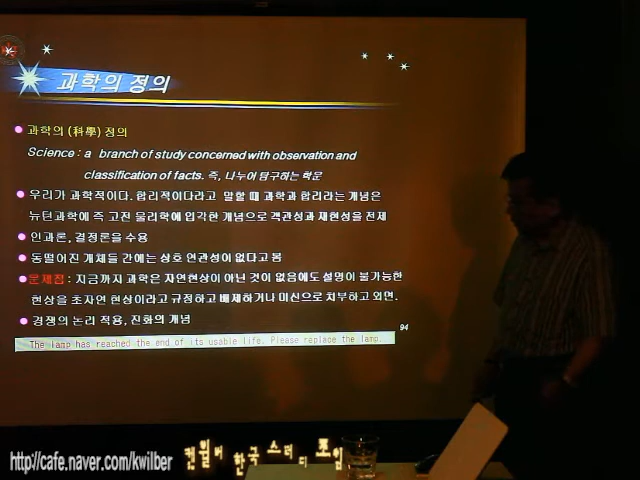 과학의 정의
과학의 (科學) 정의
Science : a branch of study concerned with observation and
classification of facts. 즉, 나누어 탐구하는 학문
우리가 과학적이다. 합리적이다라고 말할 때 과학과 합리라는 개념은
뉴턴과학에 즉 고전 물리학에 입각한 개념으로 객관성과 재현성을 전제
인과론, 결정론을 수용
동떨어진 개체들 간에는 상호 연관성이 없다고 봄
문제점 : 지금까지 과학은 자연현상이 아닌 것이 없음에도 설명이 불가능한
현상을 초자연 현상이라고 규정하고 배제하거나 미신으로 치부하고 외면.
경쟁의 논리 적용, 진화의 개념
94
The lamp has reached the end of its usable life. Please replace the lamp.
켄윌버 한국 스터디 모임
http://cafe.naver.com/kwilber